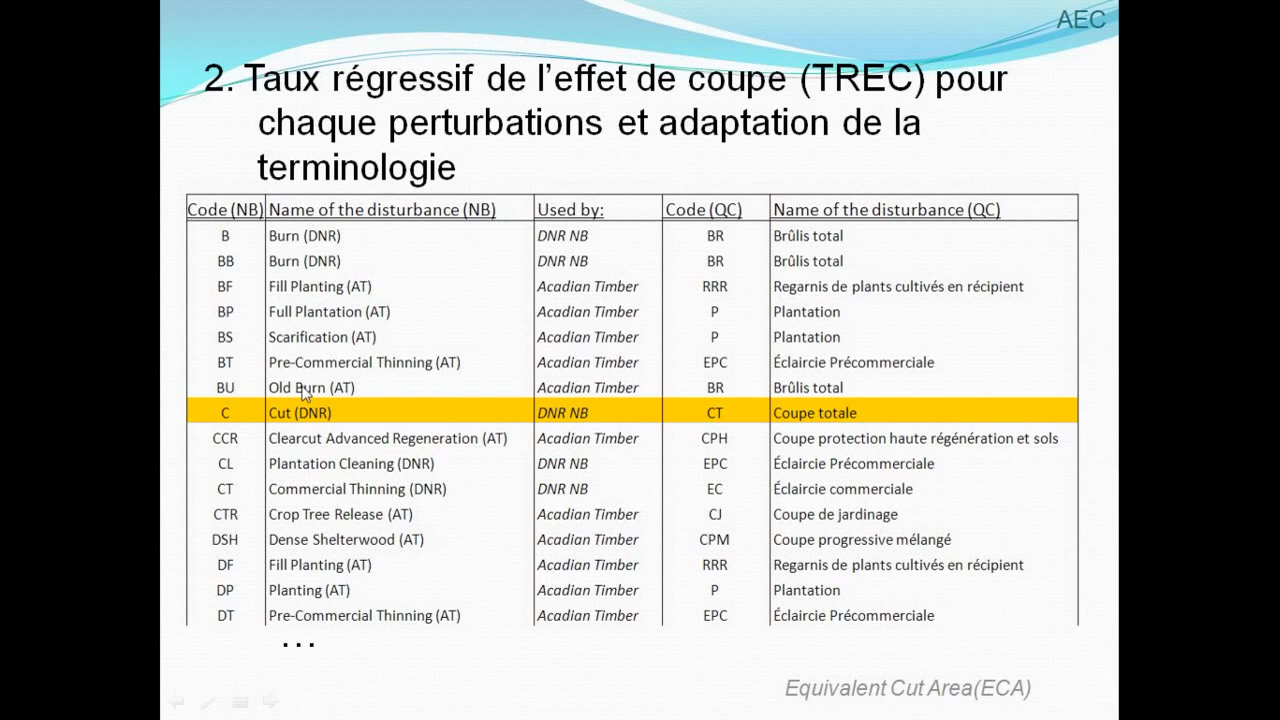 AEC
2. Taux régressif de l’effet de coupe (TREC) pour
chaque perturbations et adaptation de la
terminologie
Code (NB) Name of the disturbance (NB) Used by: Code (QC) Name of the disturbance (QC)
B Burn (DNR) DNR NB BR Brûlis total
BB Burn (DNR) DNR NB BR Brûlis total
BF Fill Planting (AT) Acadian Timber RRR Regarnis de plants cultivés en récipient
BP Full Plantation (AT) Acadian Timber P Plantation
BS Scarification (AT) Acadian Timber P Plantation
BT Pre-Commercial Thinning (AT) Acadian Timber EPC Éclaircie Précommerciale
BU Old Burn (AT) Acadian Timber BR Brûlis total
C Cut (DNR) DNR NB CT Coupe totale
CCR Clearcut Advanced Regeneration (AT) Acadian Timber CPH Coupe protection haute régénération et sols
CL Plantation Cleaning (DNR) DNR NB EPC Éclaircie Précommerciale
CT Commercial Thinning (DNR) DNR NB EC Éclaircie commerciale
CTR Crop Tree Release (AT) Acadian Timber CJ Coupe de jardinage
DSH Dense Shelterwood (AT) Acadian Timber CPM Coupe progressive mélangé
DF Fill Planting (AT) Acadian Timber RRR Regarnis de plants cultivés en récipient
DP Planting (AT) Acadian Timber P Plantation
DT Pre-Commercial Thinning (AT) Acadian Timber EPC Éclaircie Précommerciale
...
Equivalent Cut Area(ECA)